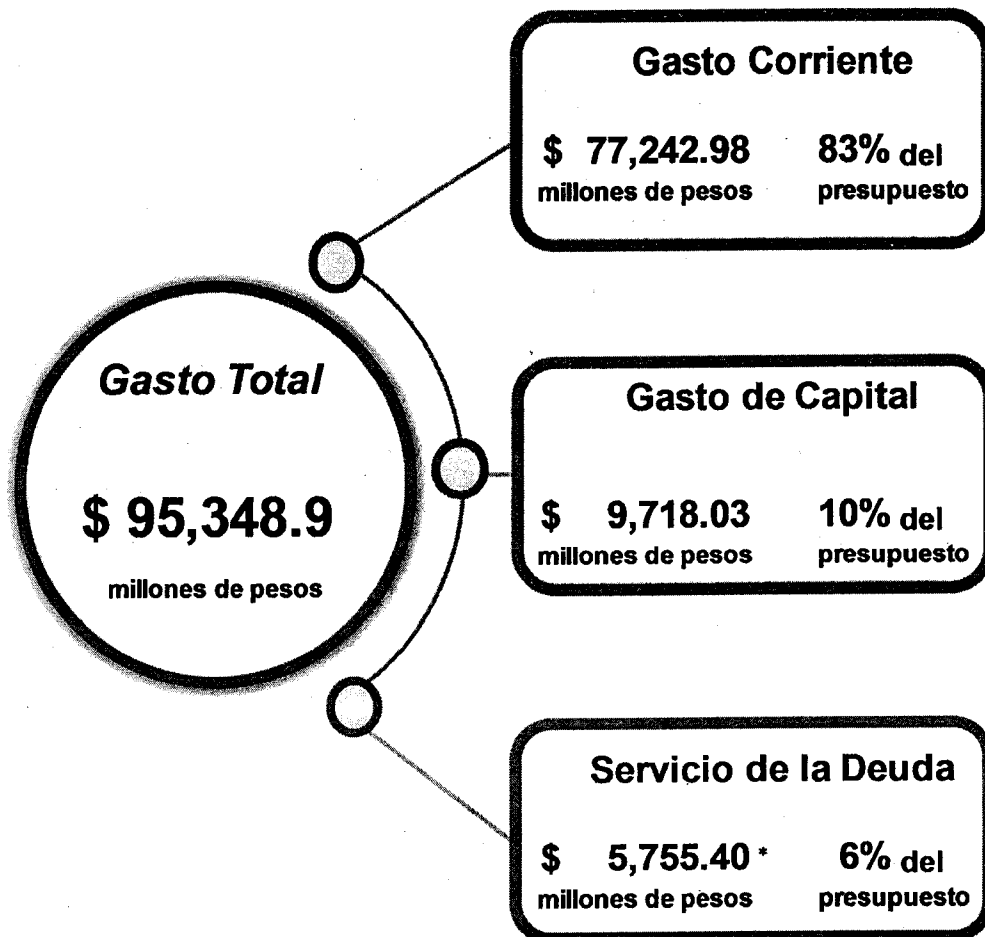 Gasto Corriente
$ 77,242.98 83% del
millones de pesos presupuesto
Gasto Total
$ 95,348.9
millones de pesos
Gasto de Capital
$ 9,718.03 10% del
millones de pesos presupuesto
Servicio de la Deuda
$ 5,755.40 * 6% del
millones de pesos presupuesto